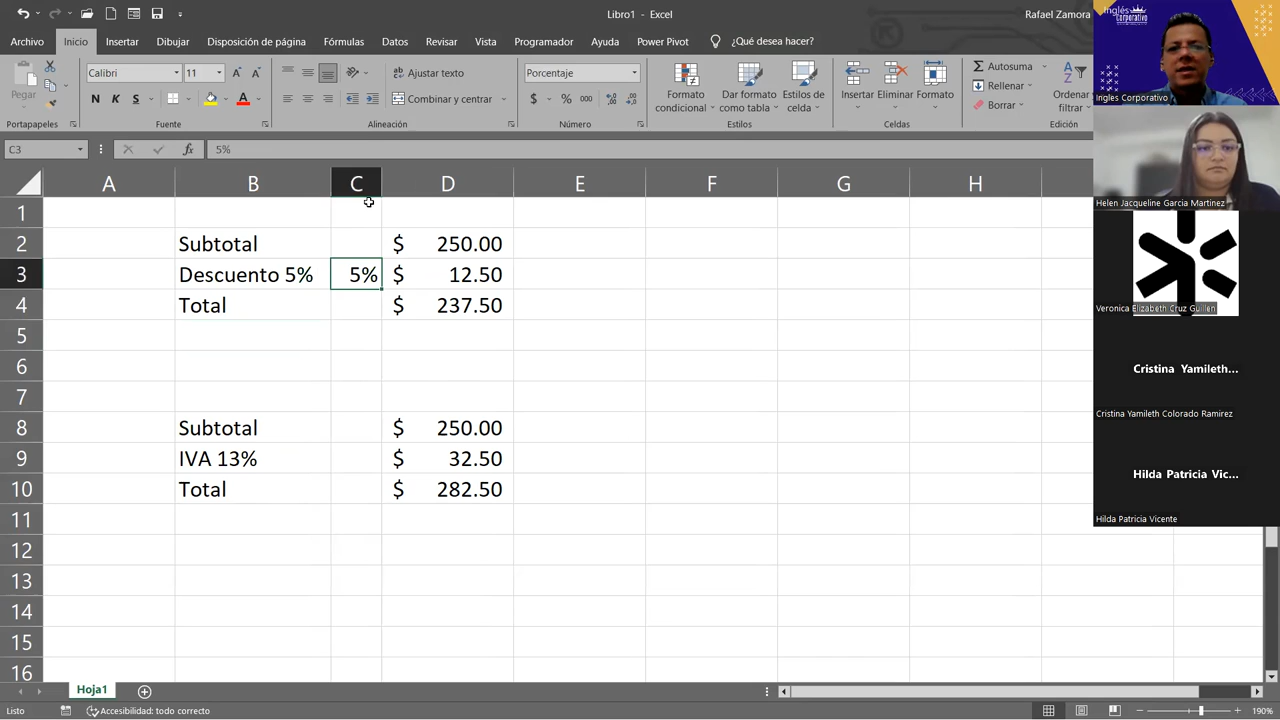 Libro1 - Excel
Rafael Zamora
Archivo
Inicio
Insertar
Dibujar
Disposición de página
Fórmulas
Datos
Revisar
Vista
Programador
Ayuda
Power Pivot
¿Qué desea hacer?
Pegar
Portapapeles
Calibri
11
N K S
Fuente
Ajustar texto
Combinar y centrar
Alineación
Porcentaje
$ % 000
Número
Formato condicional
Dar formato como tabla
Estilos de celda
Estilos
Insertar
Eliminar
Formato
Celdas
Autosuma
Rellenar
Borrar
Ordenar
filtrar
Edición
C3
fx
5%
A B C D E F G H
1
2 Subtotal $ 250.00
3 Descuento 5% 5% $ 12.50
4 Total $ 237.50
5
6
7
8 Subtotal $ 250.00
9 IVA 13% $ 32.50
10 Total $ 282.50
11
12
13
14
15
16
Hoja1
Listo
Accesibilidad: todo correcto
190%
Inglés
Corporativo
Ingles Corporativo
Helen Jacqueline Garcia Martinez
Veronica Elizabeth Cruz Guillen
Cristina Yamileth...
Cristina Yamileth Colorado Ramirez
Hilda Patricia Vic...
Hilda Patricia Vicente